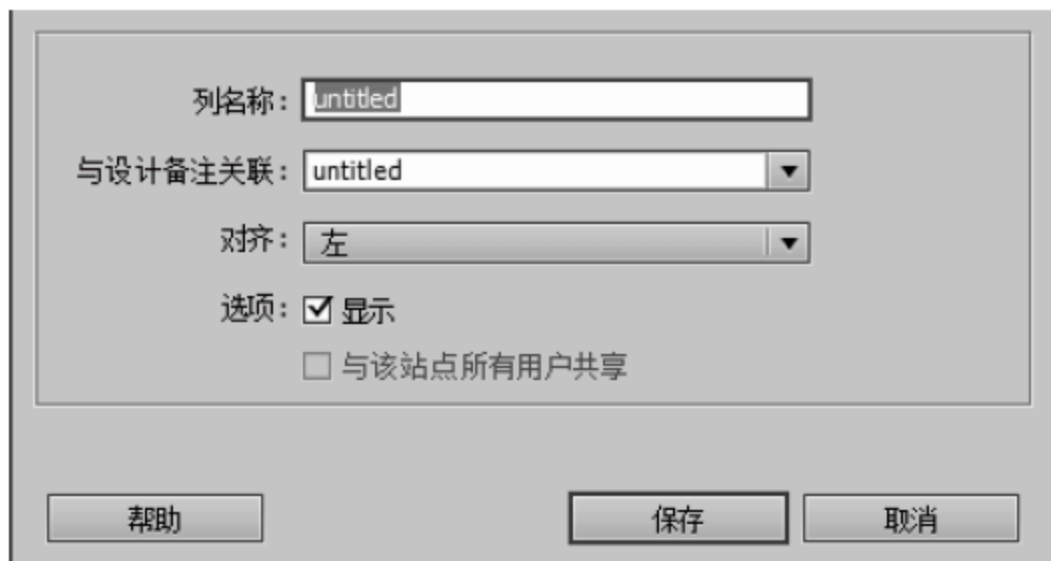 列名称： untitled
与设计备注关联： untitled
对齐： 左
选项： 显示
与该站点所有用户共享
帮助 保存 取消